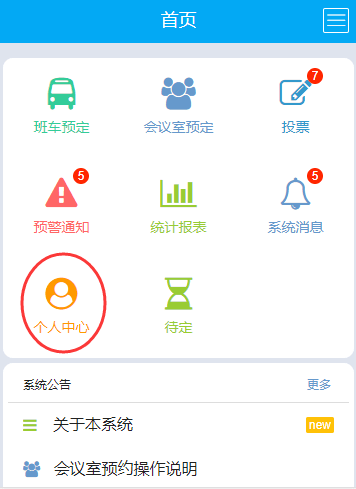 首页
7
班车预定 会议室预定 投票
5 5
预警通知 统计报表 系统消息
个人中心 待定
系统公告 更多
关于本系统 new
会议室预约操作说明